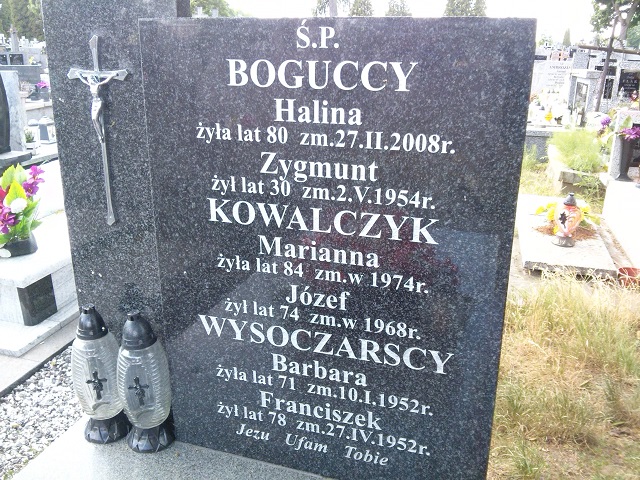 Ś.P.
BOGUCCY
Halina
żyła lat 80 zm.27.II.2008r.
Zygmunt
żył lat 30 zm.2.V.1954r.
KOWALCZYK
Marianna
żyła lat 84 zm.w 1974r.
Józef
żył lat 74 zm.w 1968r.
WYSOCZARSCY
Barbara
żyła lat 71 zm.10.I.1952r.
Franciszek
żył lat 78 zm.27.IV.1952r.
Jezu Ufam Tobie